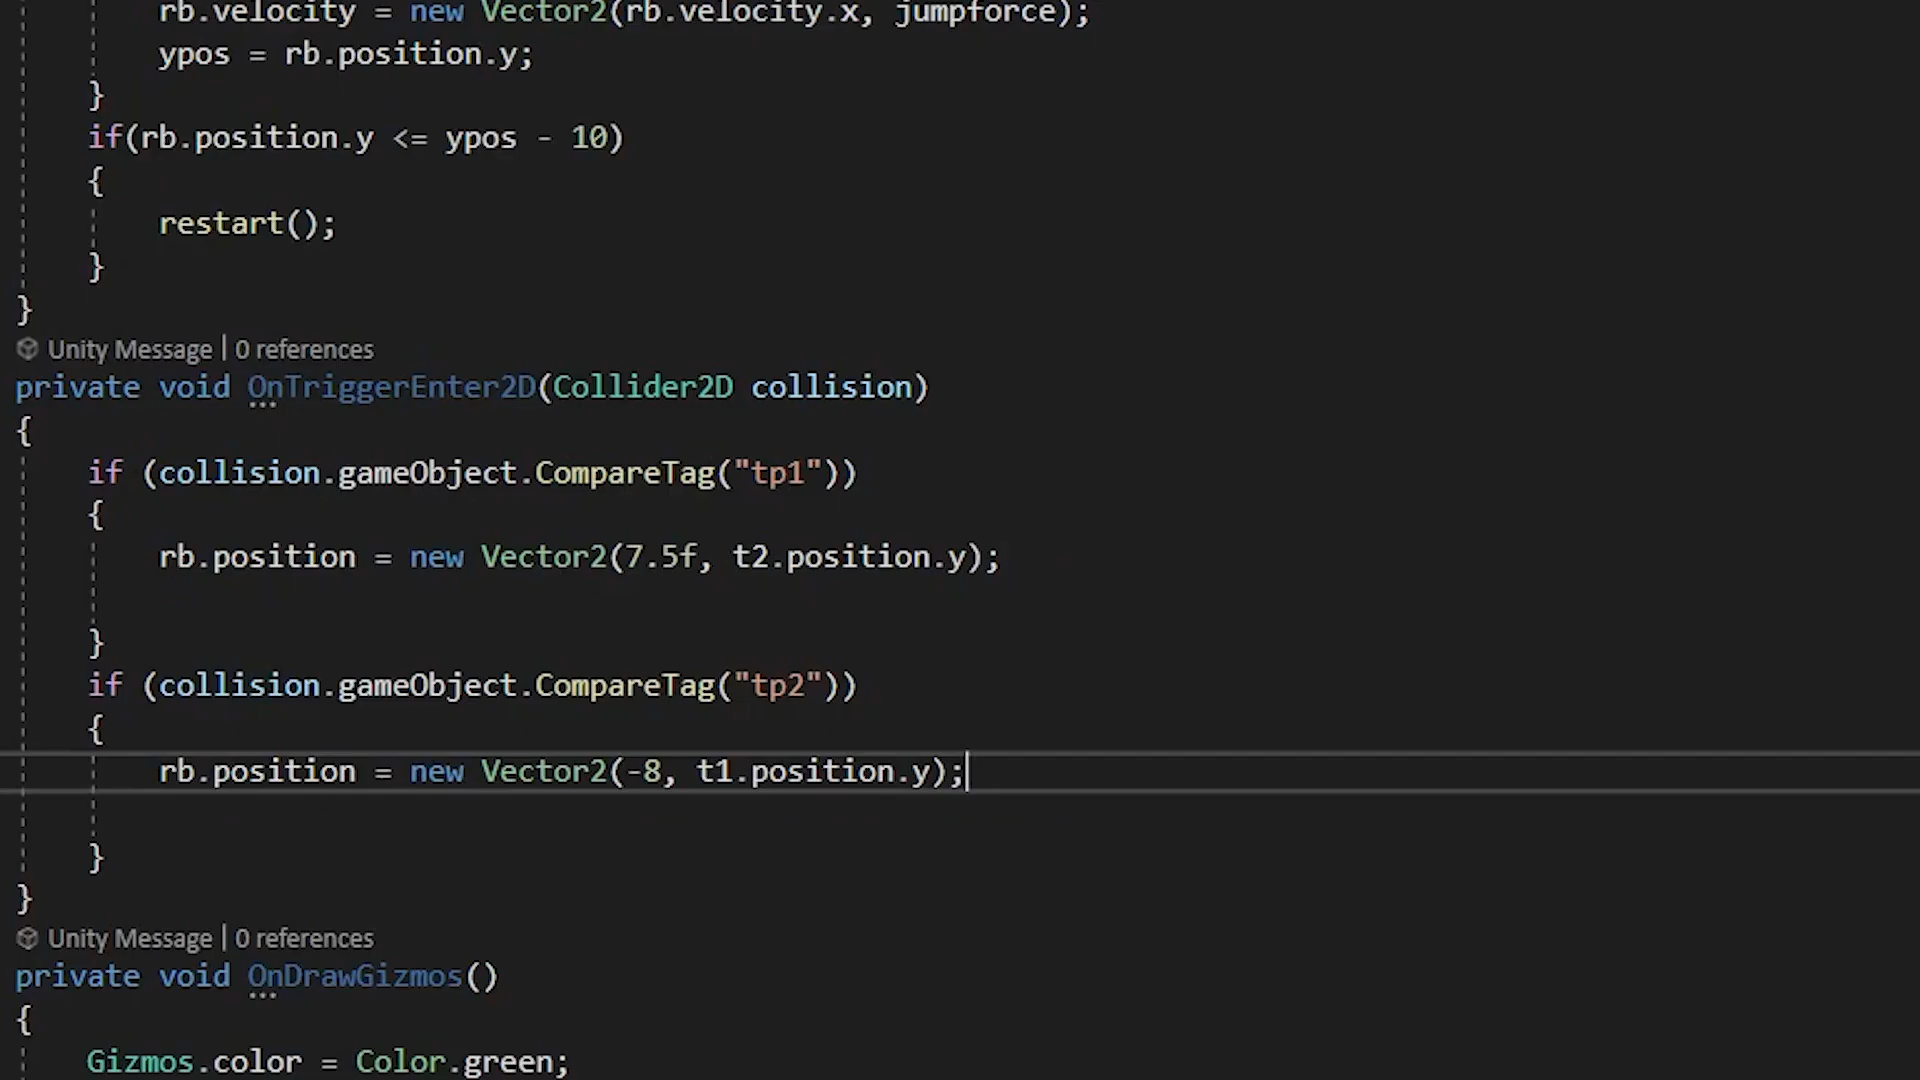 rb.velocity = new Vector2(rb.velocity.x, jumpforce);
ypos = rb.position.y;
}
if(rb.position.y <= ypos - 10)
{
restart();
}
}
Unity Message | 0 references
private void OnTriggerEnter2D(Collider2D collision)
{
if (collision.gameObject.CompareTag("tp1"))
{
rb.position = new Vector2(7.5f, t2.position.y);
}
if (collision.gameObject.CompareTag("tp2"))
{
rb.position = new Vector2(-8, t1.position.y);
}
}
Unity Message | 0 references
private void OnDrawGizmos()
{
Gizmos.color = Color.green;